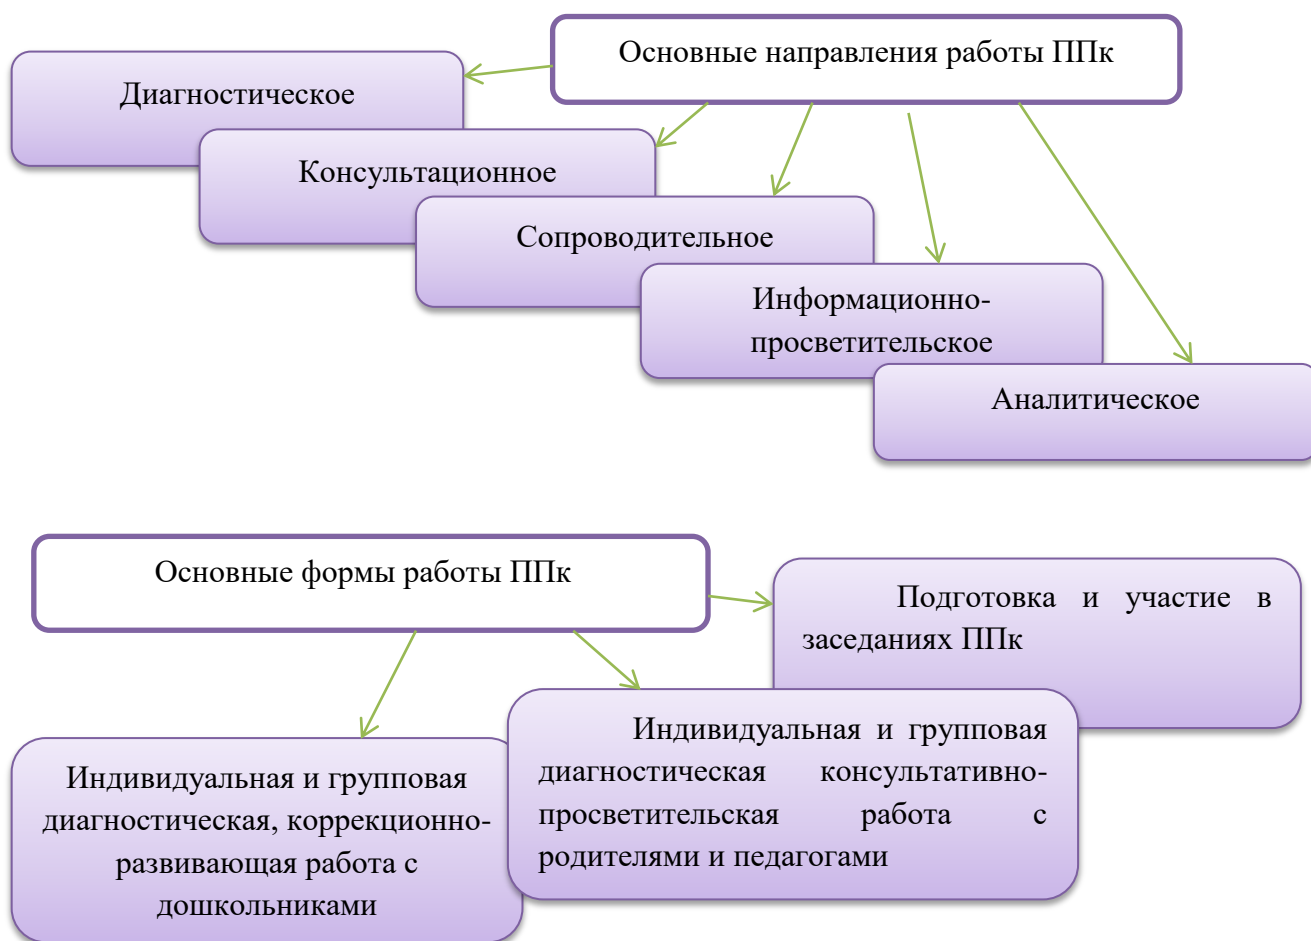 Основные направления работы ППк
Диагностическое
Консультационное
Сопроводительное
Информационно-
просветительское
Аналитическое
Основные формы работы ППк
Подготовка и участие в
заседаниях ППк
Индивидуальная и групповая
диагностическая консультативно-
просветительская работа с
родителями и педагогами
Индивидуальная и групповая
диагностическая, коррекционно-
развивающая работа с
дошкольниками